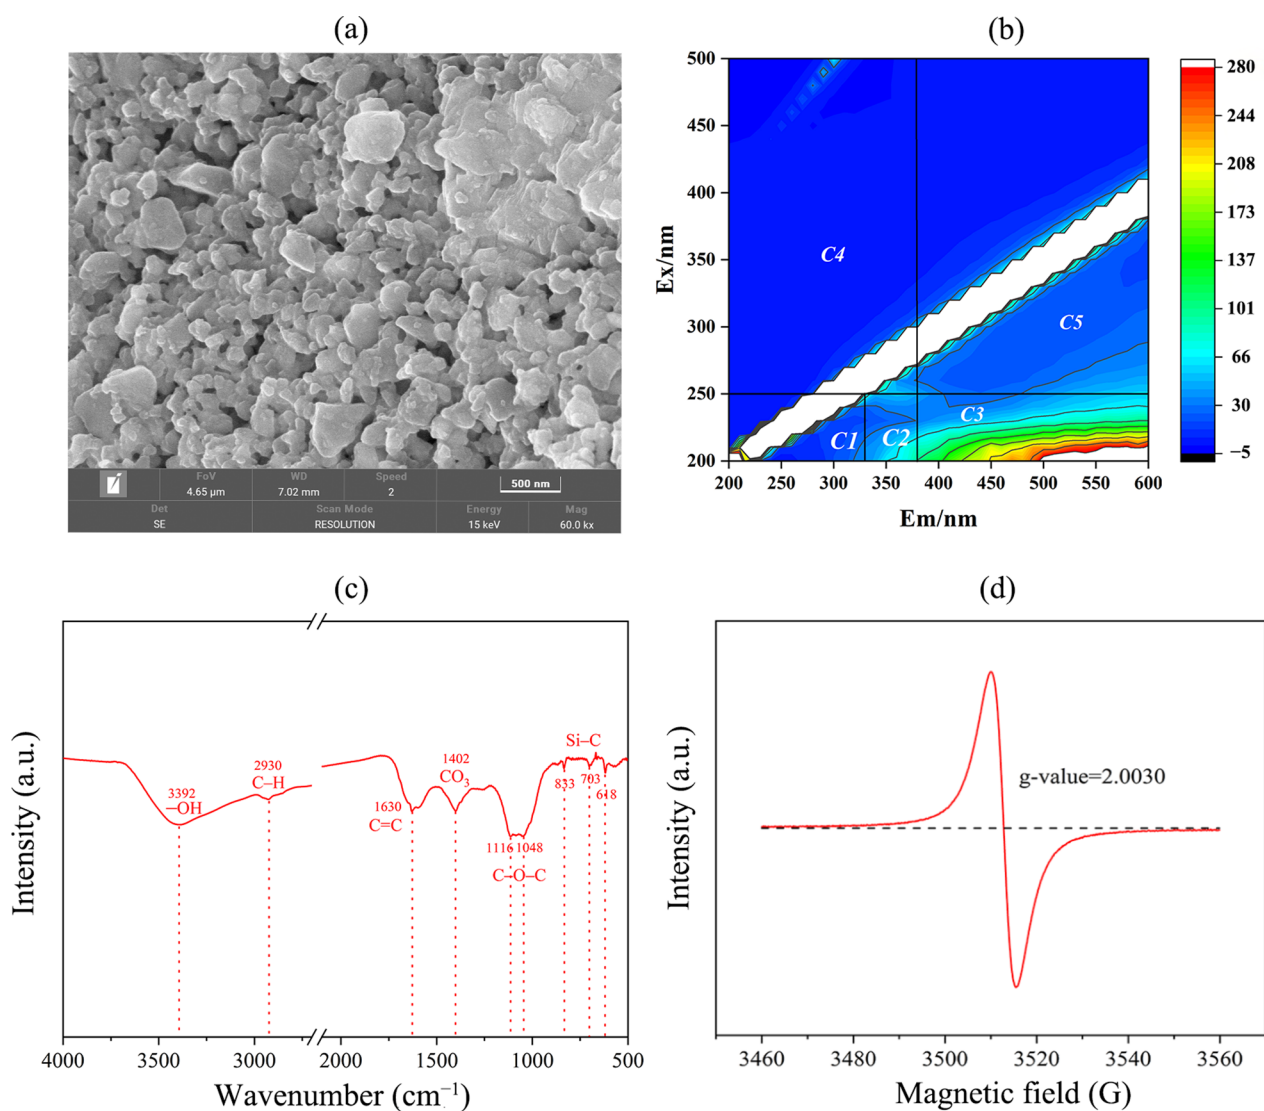 (a)
FoV WD Speed
4.65 μm 7.02 mm 2 500 nm
Det Scan Mode Energy Mag
SE RESOLUTION 15 keV 60.0 kx
(b)
500
450
400
350
300
250
200
Ex/nm
C4
C5
C3
C1 C2
200 250 300 350 400 450 500 550 600
Em/nm
280
244
208
173
137
101
66
30
−5
(c)
Intensity (a.u.)
3392
–OH
2930
C–H
1630
C=C
1402
CO3
1116 1048
C–O–C
Si–C
833 703 618
4000 3500 3000 2000 1500 1000 500
Wavenumber (cm−1)
(d)
Intensity (a.u.)
g-value=2.0030
3460 3480 3500 3520 3540 3560
Magnetic field (G)